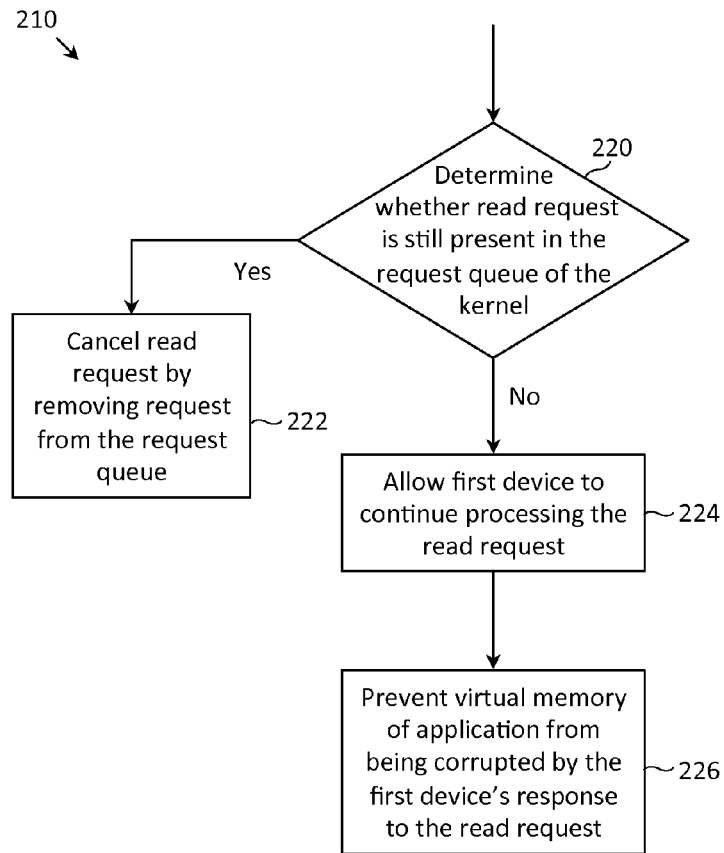 210
220
Determine
whether read request
is still present in the
request queue of the
kernel
Yes
Cancel read
request by
removing request
from the request
queue
222
No
Allow first device to
continue processing the
read request
224
Prevent virtual memory
of application from
being corrupted by the
first device’s response
to the read request
226